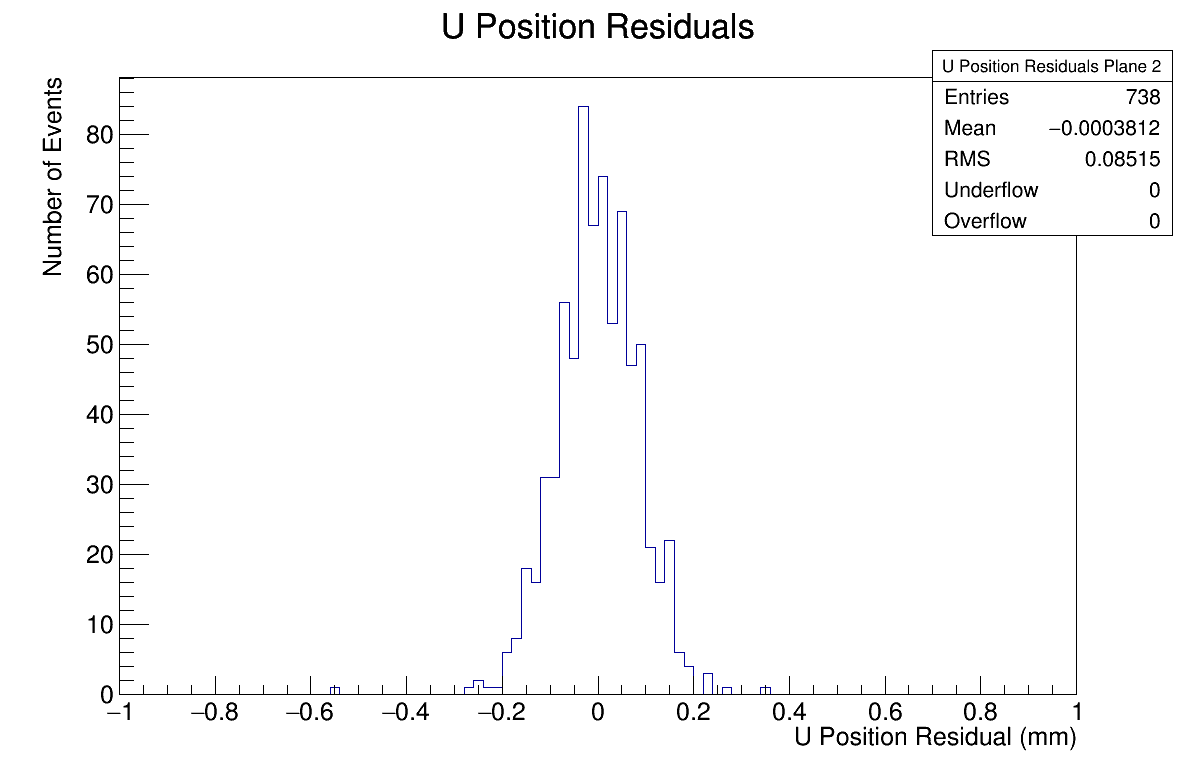 U Position Residuals
U Position Residuals Plane 2
Entries 738
Mean −0.0003812
RMS 0.08515
Underflow 0
Overflow 0
Number of Events
80
70
60
50
40
30
20
10
0
−1 −0.8 −0.6 −0.4 −0.2 0 0.2 0.4 0.6 0.8 1
U Position Residual (mm)